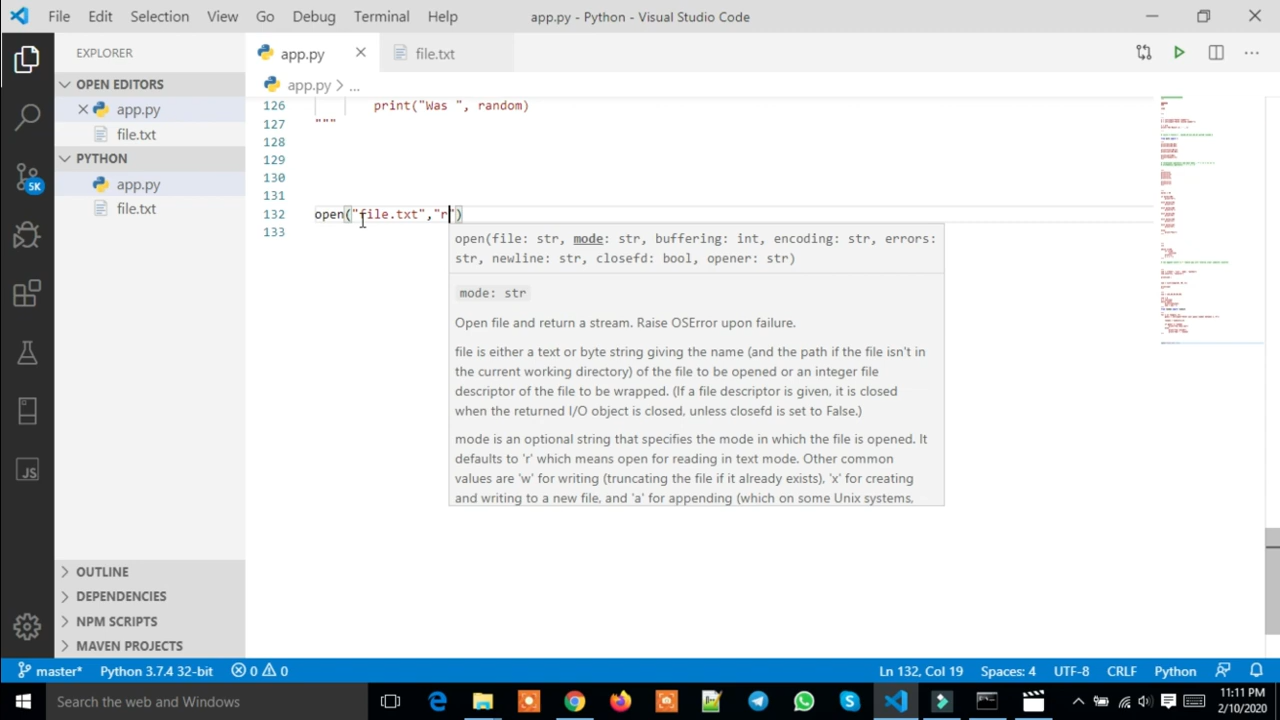 File Edit Selection View Go Debug Terminal Help app.py - Python - Visual Studio Code
EXPLORER
OPEN EDITORS
app.py
file.txt
PYTHON
app.py
file.txt
OUTLINE
DEPENDENCIES
NPM SCRIPTS
MAVEN PROJECTS
5K
JS
app.py file.txt
app.py > ...
126 print("Was ", random)
127 """
128
129
130
131
132 open("file.txt","r")
133
open(file: str, mode: str, buffering: int, encoding: str, errors:
str, newline: str, closefd: bool, opener: str)
mode: str
Open file and return a stream. Raise OSError upon failure.
file is either a text or byte string giving the name (and the path if the file isn't in
the current working directory) of the file to be opened or an integer file
descriptor of the file to be wrapped. (If a file descriptor is given, it is closed
when the returned I/O object is closed, unless closefd is set to False.)
mode is an optional string that specifies the mode in which the file is opened. It
defaults to 'r' which means open for reading in text mode. Other common
values are 'w' for writing (truncating the file if it already exists), 'x' for creating
and writing to a new file, and 'a' for appending (which on some Unix systems,
master* Python 3.7.4 32-bit 0 0 Ln 132, Col 19 Spaces: 4 UTF-8 CRLF Python
Search the web and Windows
11:11 PM
2/10/2020